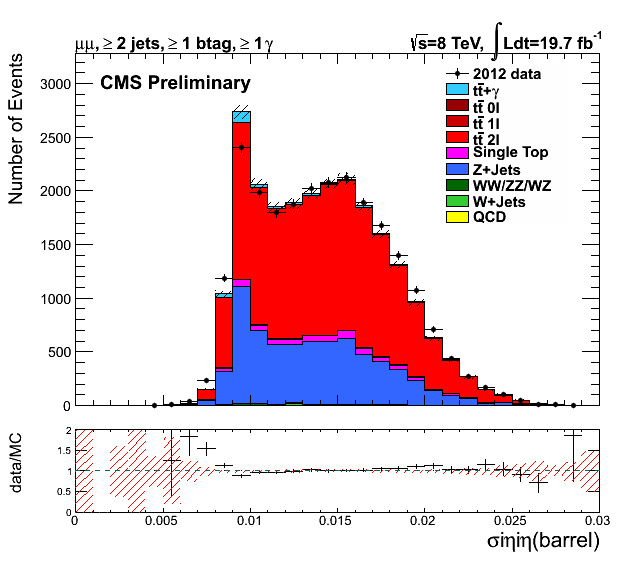 μμ, ≥ 2 jets, ≥ 1 btag, ≥ 1γ
√s=8 TeV, ∫Ldt=19.7 fb⁻¹
CMS Preliminary
Number of Events
3000
2500
2000
1500
1000
500
0
2012 data
tt̄+γ
tt̄ 0l
tt̄ 1l
tt̄ 2l
Single Top
Z+Jets
WW/ZZ/WZ
W+Jets
QCD
data/MC
2
1.5
1
0.5
0
0
0.005
0.01
0.015
0.02
0.025
0.03
σiηiη(barrel)